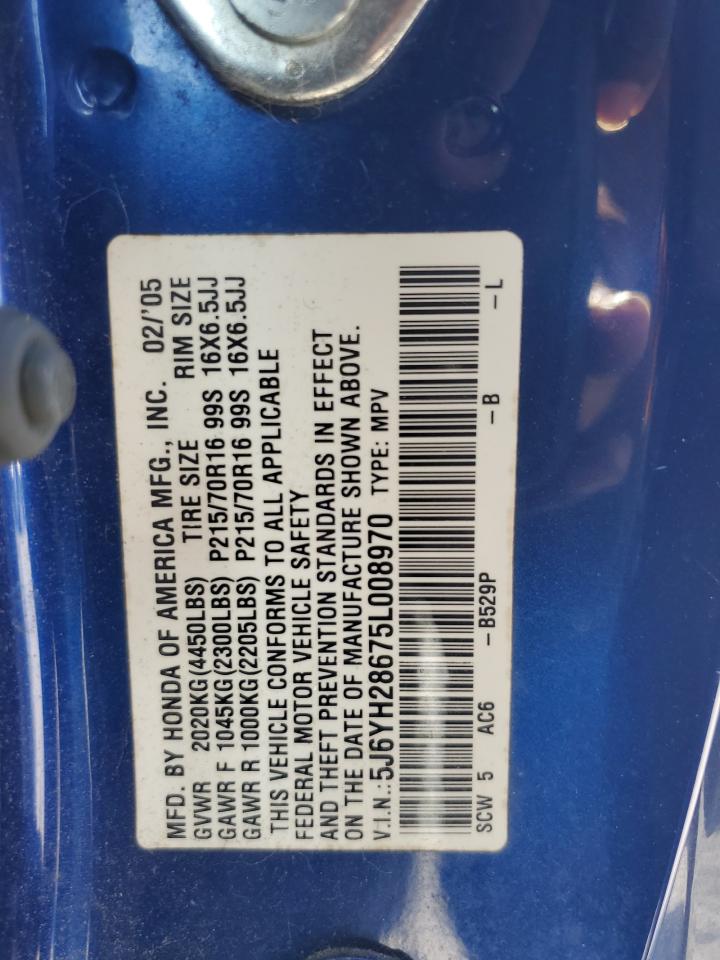 MFD. BY HONDA OF AMERICA MFG., INC. 02/'05
GVWR 2020KG(4450LBS) TIRE SIZE RIM SIZE
GAWR F 1045KG(2300LBS) P215/70R16 99S 16X6.5JJ
GAWR R 1000KG(2205LBS) P215/70R16 99S 16X6.5JJ
THIS VEHICLE CONFORMS TO ALL APPLICABLE
FEDERAL MOTOR VEHICLE SAFETY
AND THEFT PREVENTION STANDARDS IN EFFECT
ON THE DATE OF MANUFACTURE SHOWN ABOVE.
V.I.N.:5J6YH28675L008970 TYPE: MPV
SCW 5 AC6 -B529P -B -L